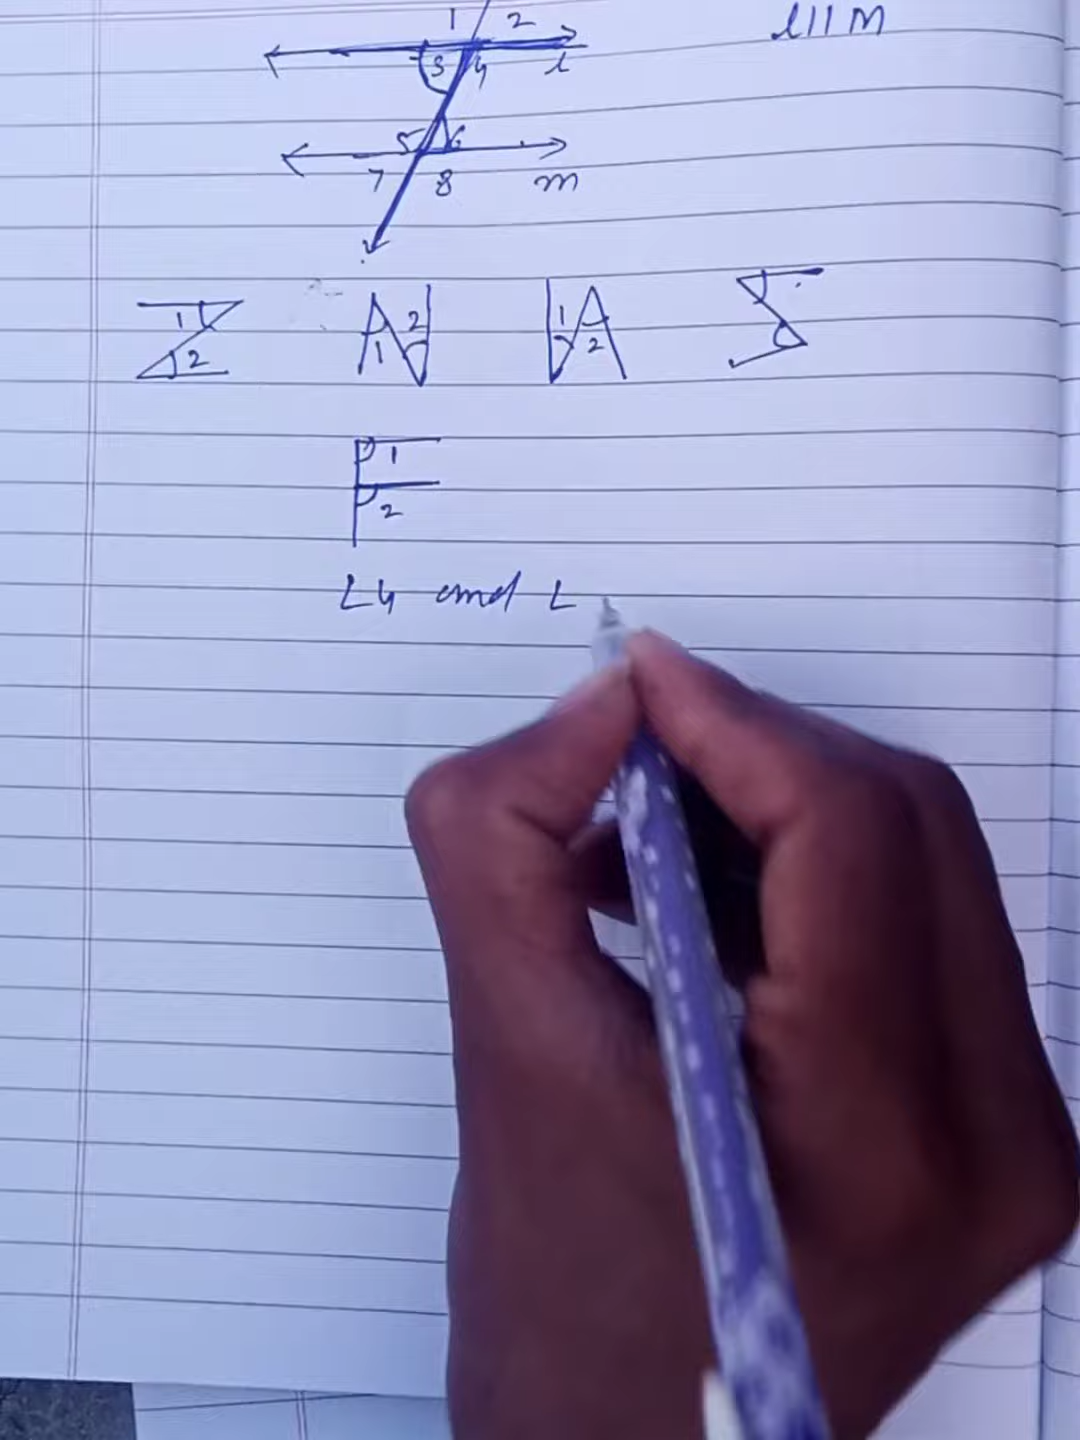 1 2 l || M
3 4 l
5 6
7 8 m
1 2 1 2 1 2
1
2
∠4 and ∠